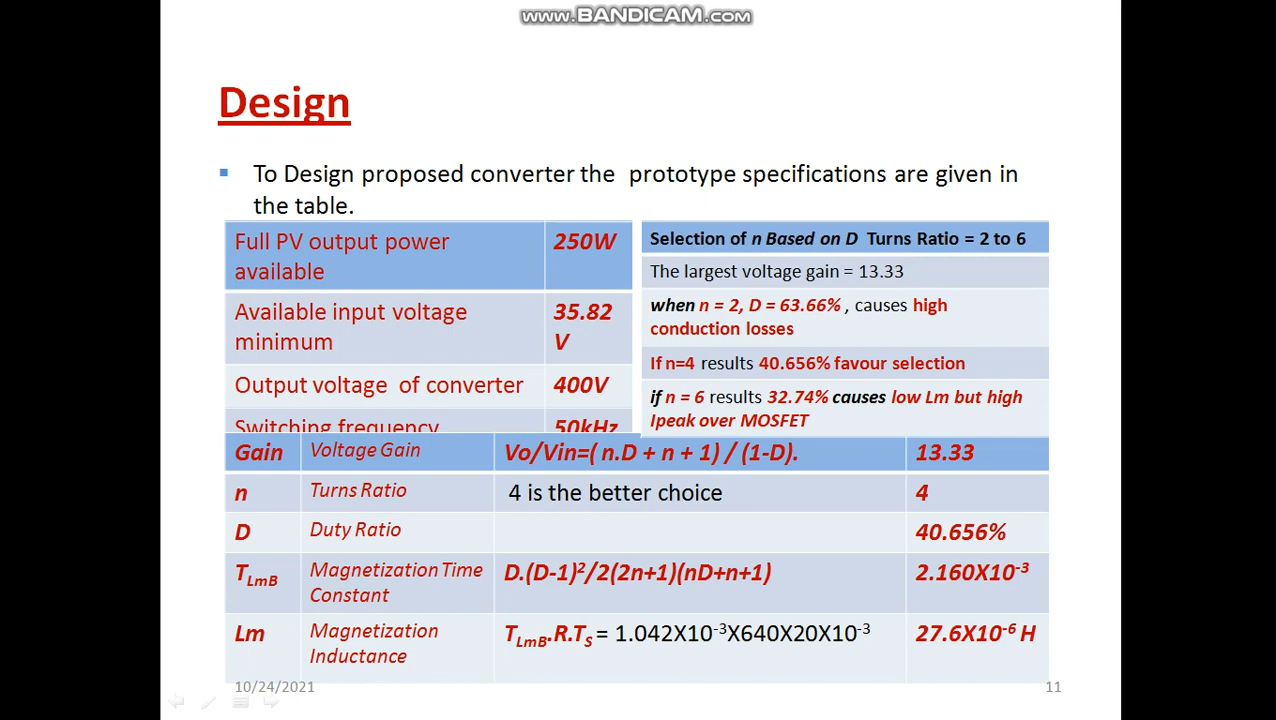 www.BANDICAM.com
Design
▪ To Design proposed converter the prototype specifications are given in
the table.
Full PV output power
available
250W
Available input voltage
minimum
35.82
V
Output voltage of converter 400V
Switching frequency 50kHz
Selection of n Based on D Turns Ratio = 2 to 6
The largest voltage gain = 13.33
when n = 2, D = 63.66% , causes high
conduction losses
If n=4 results 40.656% favour selection
if n = 6 results 32.74% causes low Lm but high
Ipeak over MOSFET
Gain Voltage Gain Vo/Vin=( n.D + n + 1) / (1-D). 13.33
n Turns Ratio 4 is the better choice 4
D Duty Ratio 40.656%
T_LmB Magnetization Time
Constant
D.(D-1)²/2(2n+1)(nD+n+1) 2.160X10⁻³
Lm Magnetization
Inductance
T_LmB.R.T_S = 1.042X10⁻³X640X20X10⁻³ 27.6X10⁻⁶ H
10/24/2021 11